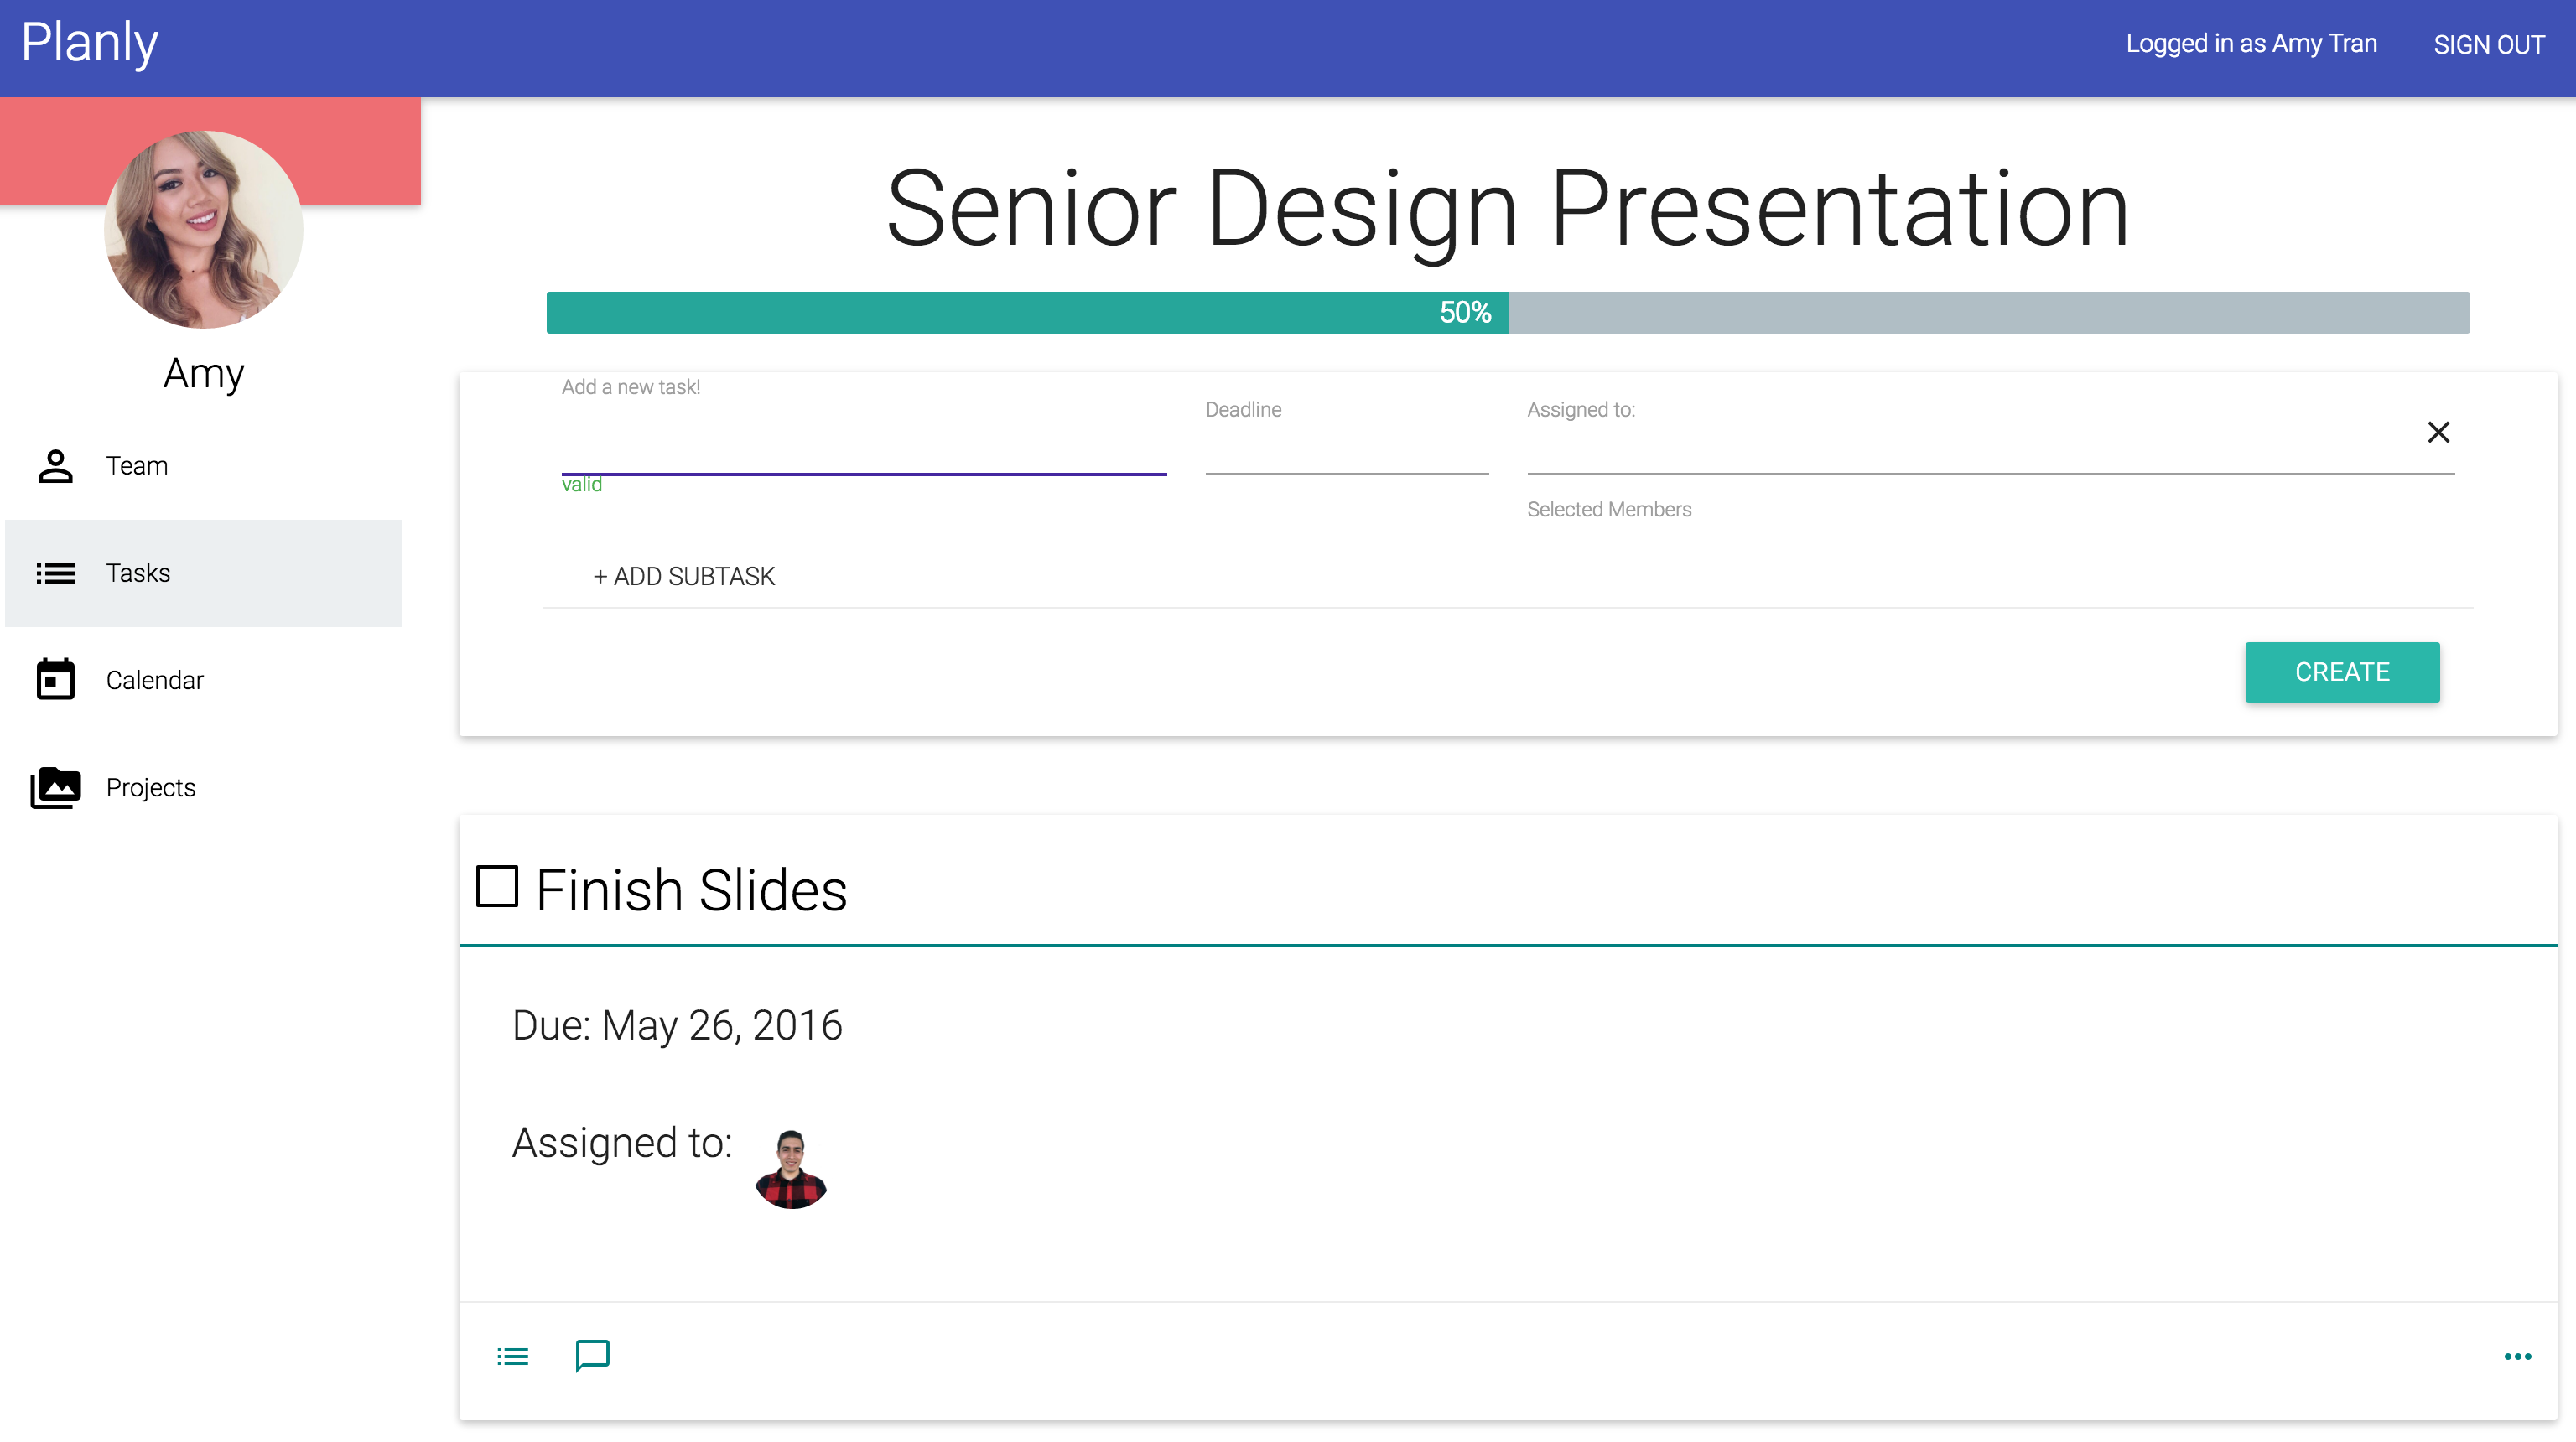 Planly
Logged in as Amy Tran
SIGN OUT
Amy
Team
Tasks
Calendar
Projects
Senior Design Presentation
50%
Add a new task!
Deadline
Assigned to:
valid
Selected Members
+ ADD SUBTASK
CREATE
Finish Slides
Due: May 26, 2016
Assigned to: